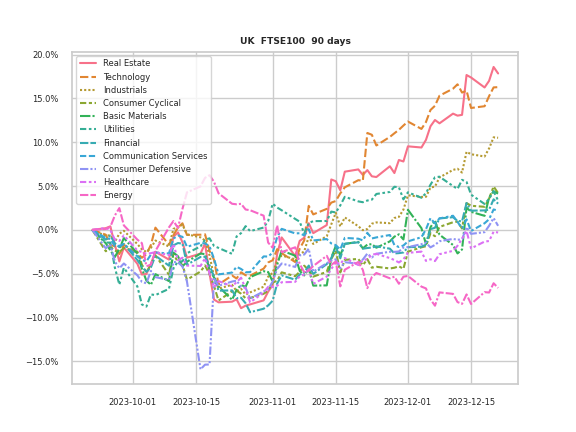 UK FTSE100 90 days
20.0%
15.0%
10.0%
5.0%
0.0%
−5.0%
−10.0%
−15.0%
Real Estate
Technology
Industrials
Consumer Cyclical
Basic Materials
Utilities
Financial
Communication Services
Consumer Defensive
Healthcare
Energy
2023-10-01 2023-10-15 2023-11-01 2023-11-15 2023-12-01 2023-12-15